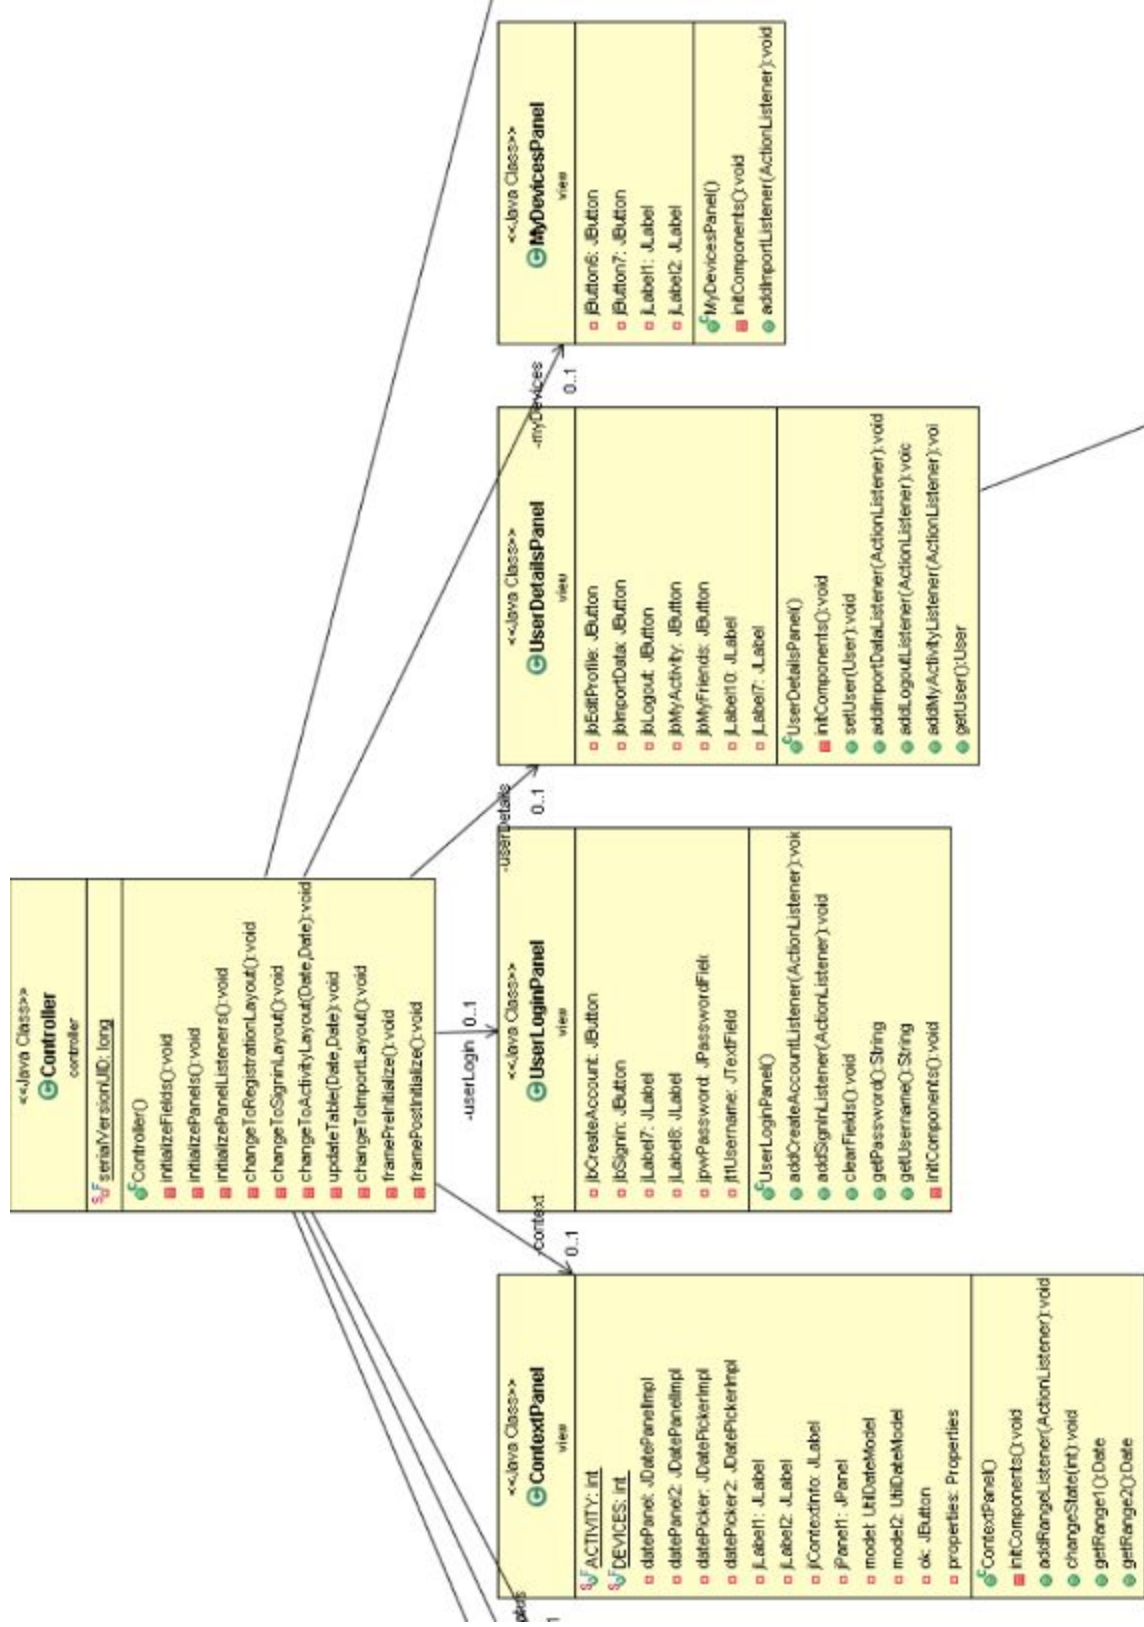 <<Java Class>>
Controller
controller
serialVersionUID: long
Controller()
initializeFields():void
initializePanels():void
initializePanelListeners():void
changeToRegistrationLayout():void
changeToSigninLayout():void
changeToActivityLayout(Date,Date):void
updateTable(Date,Date):void
changeToImportLayout():void
framePreInitialize():void
framePostInitialize():void
-context
0..1
-userLogin 0..1
-userDetails
0..1
-myDevices
0..1
<<Java Class>>
ContextPanel
view
ACTIVITY: int
DEVICES: int
datePanel: JDatePanelImpl
datePanel2: JDatePanelImpl
datePicker: JDatePickerImpl
datePicker2: JDatePickerImpl
jLabel1: JLabel
jLabel2: JLabel
jlContextInfo: JLabel
jPanel1: JPanel
model: UtilDateModel
model2: UtilDateModel
ok: JButton
properties: Properties
ContextPanel()
initComponents():void
addRangeListener(ActionListener):void
changeState(int):void
getRange1():Date
getRange2():Date
<<Java Class>>
UserLoginPanel
view
jbCreateAccount: JButton
jbSignin: JButton
jLabel7: JLabel
jLabel8: JLabel
jpwPassword: JPasswordField
jtfUsername: JTextField
UserLoginPanel()
addCreateAccountListener(ActionListener):voic
addSignInListener(ActionListener):void
clearFields():void
getPassword():String
getUsername():String
initComponents():void
<<Java Class>>
UserDetailsPanel
view
jbEditProfile: JButton
jbImportData: JButton
jbLogout: JButton
jbMyActivity: JButton
jbMyFriends: JButton
jLabel10: JLabel
jLabel7: JLabel
UserDetailsPanel()
initComponents():void
setUser(User):void
addImportDataListener(ActionListener):void
addLogoutListener(ActionListener):voic
addMyActivityListener(ActionListener):voi
getUser():User
<<Java Class>>
MyDevicesPanel
view
jButton6: JButton
jButton7: JButton
jLabel1: JLabel
jLabel2: JLabel
MyDevicesPanel()
initComponents():void
addImportListener(ActionListener):void